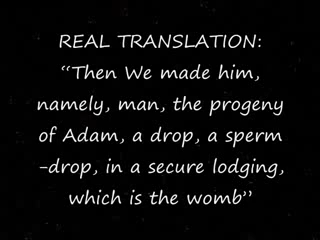 REAL TRANSLATION:
“Then We made him,
namely, man, the progeny
of Adam, a drop, a sperm
-drop, in a secure lodging,
which is the womb”